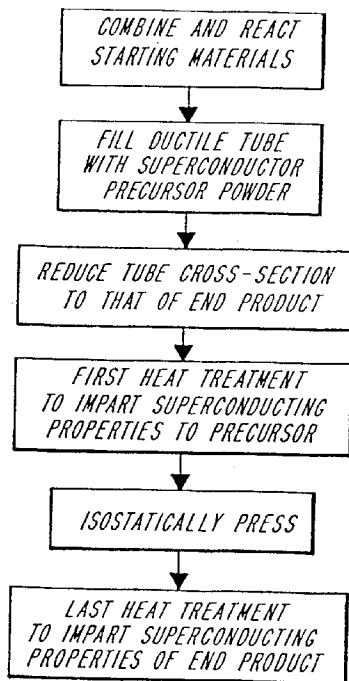 COMBINE AND REACT
STARTING MATERIALS
FILL DUCTILE TUBE
WITH SUPERCONDUCTOR
PRECURSOR POWDER
REDUCE TUBE CROSS-SECTION
TO THAT OF END PRODUCT
FIRST HEAT TREATMENT
TO IMPART SUPERCONDUCTING
PROPERTIES TO PRECURSOR
ISOSTATICALLY PRESS
LAST HEAT TREATMENT
TO IMPART SUPERCONDUCTING
PROPERTIES OF END PRODUCT